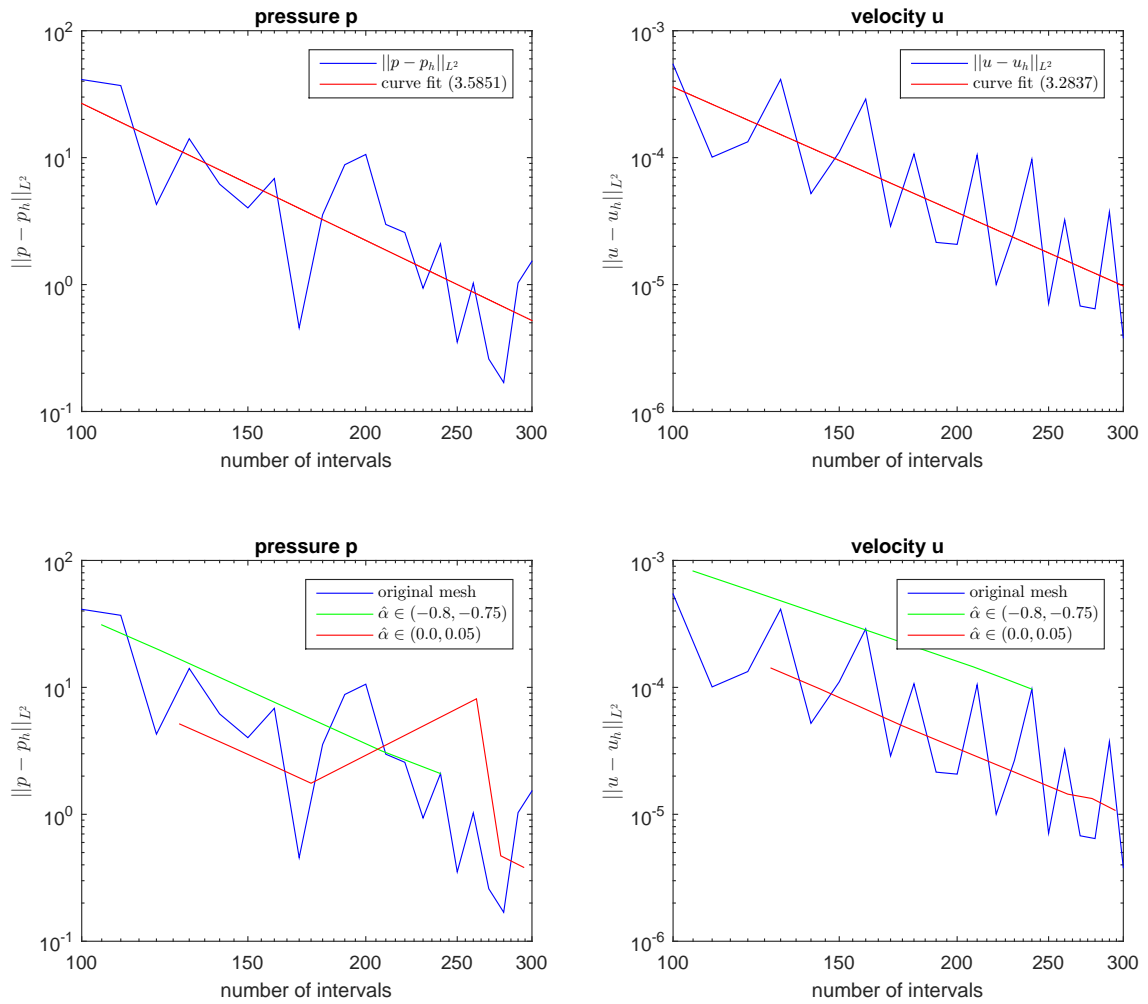 pressure p
10^2
10^1
10^0
10^-1
||p − p_h||_{L^2}
||p − p_h||_{L^2}
curve fit (3.5851)
100
150
200
250
300
number of intervals
velocity u
10^-3
10^-4
10^-5
10^-6
||u − u_h||_{L^2}
||u − u_h||_{L^2}
curve fit (3.2837)
100
150
200
250
300
number of intervals
pressure p
10^2
10^1
10^0
10^-1
||p − p_h||_{L^2}
original mesh
α̂ ∈ (−0.8, −0.75)
α̂ ∈ (0.0, 0.05)
100
150
200
250
300
number of intervals
velocity u
10^-3
10^-4
10^-5
10^-6
||u − u_h||_{L^2}
original mesh
α̂ ∈ (−0.8, −0.75)
α̂ ∈ (0.0, 0.05)
100
150
200
250
300
number of intervals